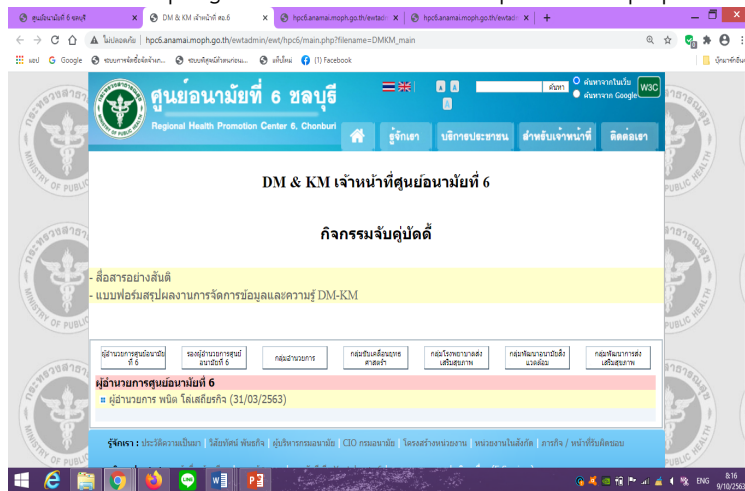 ศูนย์อนามัยที่ 6 ชลบุรี
DM & KM เจ้าหน้าที่ ศอ.6
hpc6.anamai.moph.go.th/ewtadm
hpc6.anamai.moph.go.th/ewtadm
ไม่ปลอดภัย | hpc6.anamai.moph.go.th/ewtadmin/ewt/hpc6/main.php?filename=DMKM_main
แอป
Google
(1) Facebook
ศูนย์อนามัยที่ 6 ชลบุรี
Regional Health Promotion Center 6, Chonburi
ค้นหา
ค้นหาจากในเว็บ
ค้นหาจาก Google
W3C
รู้จักเรา
บริการประชาชน
สำหรับเจ้าหน้าที่
ติดต่อเรา
DM & KM เจ้าหน้าที่ศูนย์อนามัยที่ 6
กิจกรรมจับคู่บัดดี้
- สื่อสารอย่างสันติ
- แบบฟอร์มสรุปผลงานการจัดการข้อมูลและความรู้ DM-KM
ผู้อำนวยการศูนย์อนามัยที่ 6
รองผู้อำนวยการศูนย์อนามัยที่ 6
กลุ่มอำนวยการ
กลุ่มขับเคลื่อนยุทธศาสตร์ฯ
กลุ่มโรงพยาบาลส่งเสริมสุขภาพ
กลุ่มพัฒนาอนามัยสิ่งแวดล้อม
กลุ่มพัฒนาการส่งเสริมสุขภาพ
ผู้อำนวยการศูนย์อนามัยที่ 6
ผู้อำนวยการ พนิต โล่เสถียรกิจ (31/03/2563)
รู้จักเรา : ประวัติความเป็นมา | วิสัยทัศน์ พันธกิจ | ผู้บริหารกรมอนามัย | CIO กรมอนามัย | โครงสร้างหน่วยงาน | หน่วยงานในสังกัด | ภารกิจ / หน้าที่รับผิดชอบ
ENG
8:16
9/10/2563